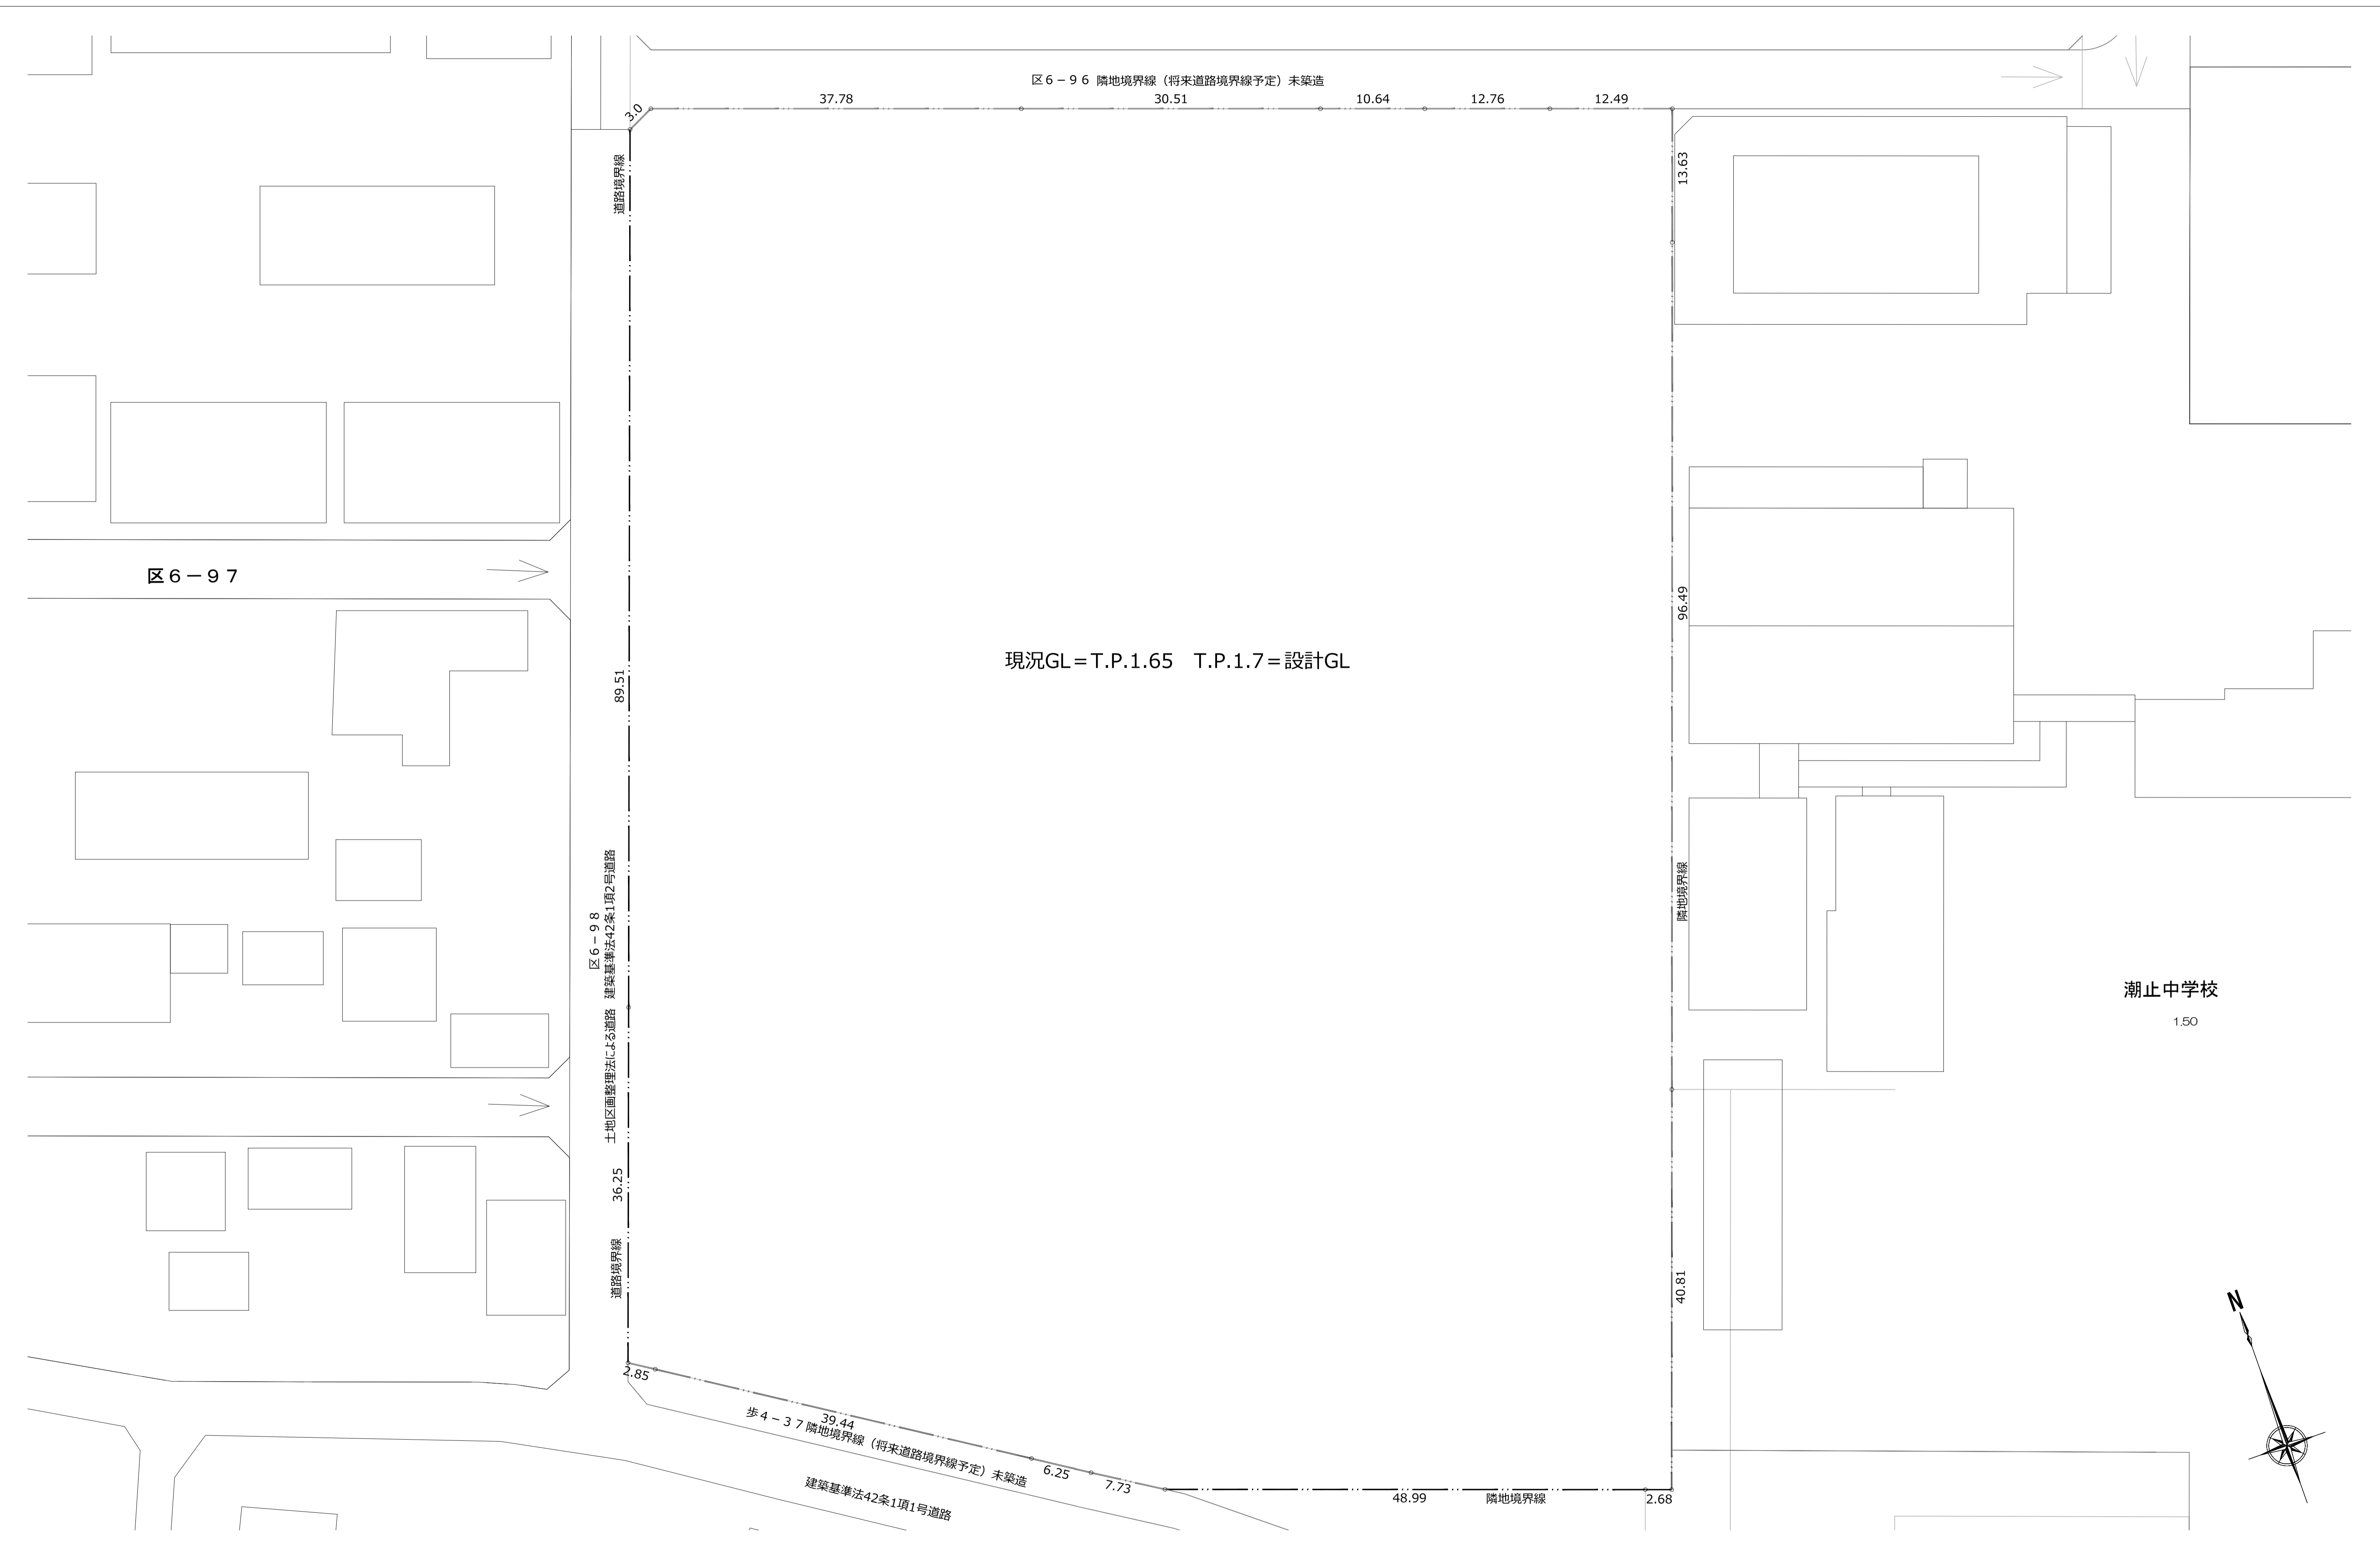 区６－９６ 隣地境界線（将来道路境界線予定）未築造
3.0
37.78
30.51
10.64
12.76
12.49
道路境界線
13.63
区６－９７
96.49
現況GL＝T.P.1.65　T.P.1.7＝設計GL
89.51
隣地境界線
区６－９８
土地区画整理法による道路　建築基準法42条1項2号道路
潮止中学校
1.50
36.25
道路境界線
40.81
N
2.85
39.44
歩４－３７隣地境界線（将来道路境界線予定）未築造
6.25
7.73
建築基準法42条1項1号道路
48.99
隣地境界線
2.68